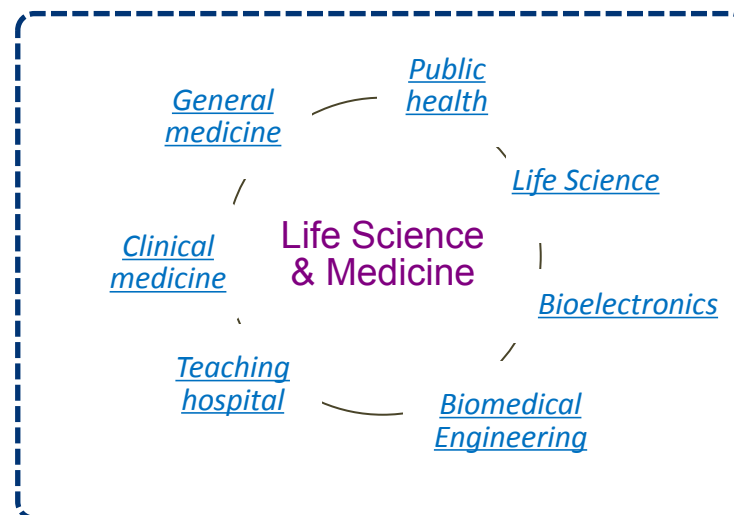 Public
health
General
medicine
Life Science
Life Science
& Medicine
Clinical
medicine
Bioelectronics
Teaching
hospital
Biomedical
Engineering